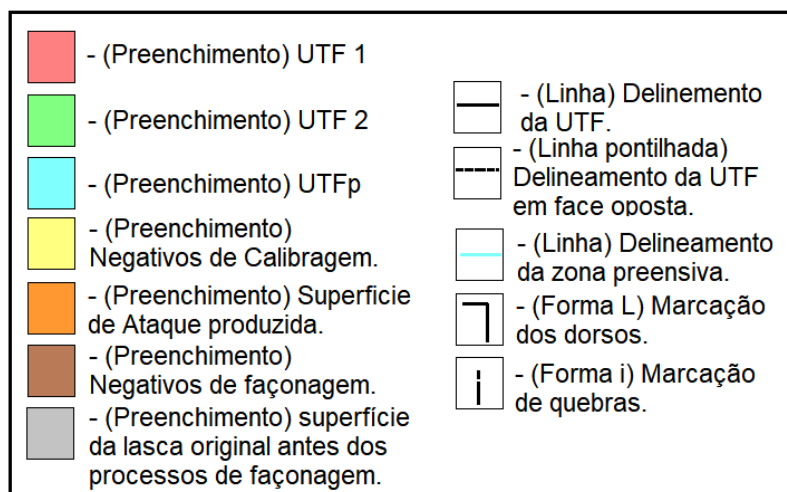 - (Preenchimento) UTF 1
- (Preenchimento) UTF 2
- (Preenchimento) UTFp
- (Preenchimento)
Negativos de Calibragem.
- (Preenchimento) Superficie
de Ataque produzida.
- (Preenchimento)
Negativos de façonagem.
- (Preenchimento) superfície
da lasca original antes dos
processos de façonagem.
- (Linha) Delinemento
da UTF.
- (Linha pontilhada)
Delineamento da UTF
em face oposta.
- (Linha) Delineamento
da zona preensiva.
- (Forma L) Marcação
dos dorsos.
- (Forma i) Marcação
de quebras.